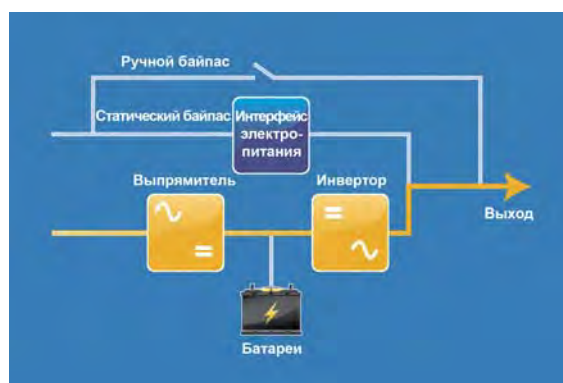 Ручной байпас
Статический байпас
Интерфейс
электро-
питания
Выпрямитель
Инвертор
Выход
Батареи